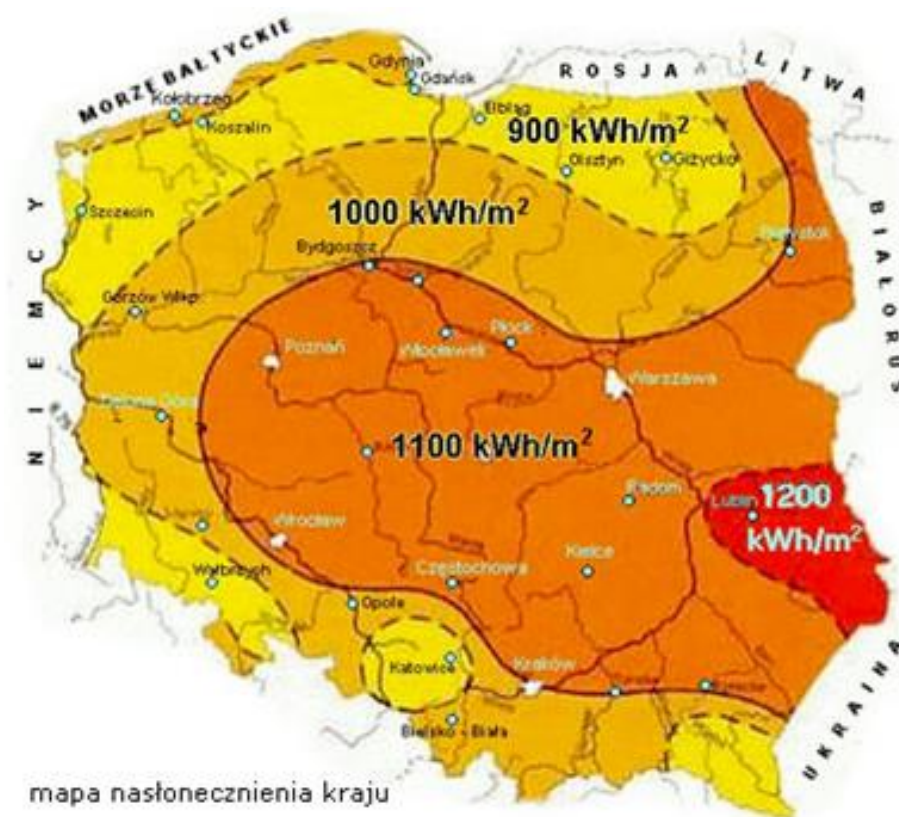 MORZE BAŁTYCKIE
ROSJA
LITWA
BIAŁORUS
UKRAINA
NIEMCY
Gdynia
Gdańsk
Kołobrzeg
Koszalin
Elbląg
900 kWh/m²
Olsztyn
Giżycko
Szczecin
1000 kWh/m²
Białystok
Bydgoszcz
Gorzów Wlkp
Płock
Włocławek
Poznań
Warszawa
1100 kWh/m²
Radom
Lublin
1200
kWh/m²
Wrocław
Kielce
Częstochowa
Opole
Katowice
Kraków
Bielsko - Biała
mapa nasłonecznienia kraju